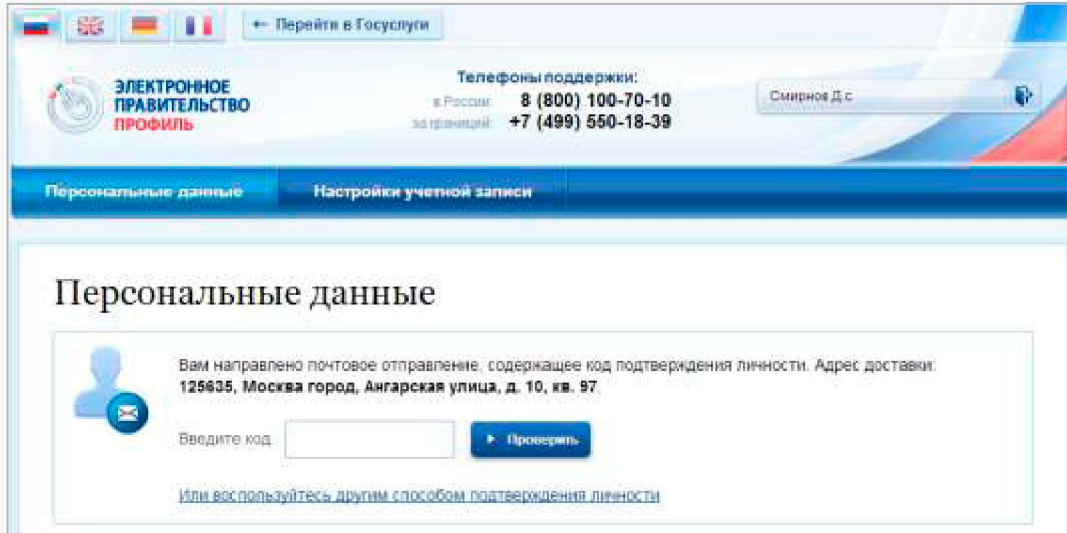 ← Перейти в Госуслуги
ЭЛЕКТРОННОЕ
ПРАВИТЕЛЬСТВО
ПРОФИЛЬ
Телефоны поддержки:
в России: 8 (800) 100-70-10
за границей: +7 (499) 550-18-39
Смирнов Д с
Персональные данные Настройки учетной записи
Персональные данные
Вам направлено почтовое отправление, содержащее код подтверждения личности. Адрес доставки:
125635, Москва город, Ангарская улица, д. 10, кв. 97.
Введите код Проверить
Или воспользуйтесь другим способом подтверждения личности